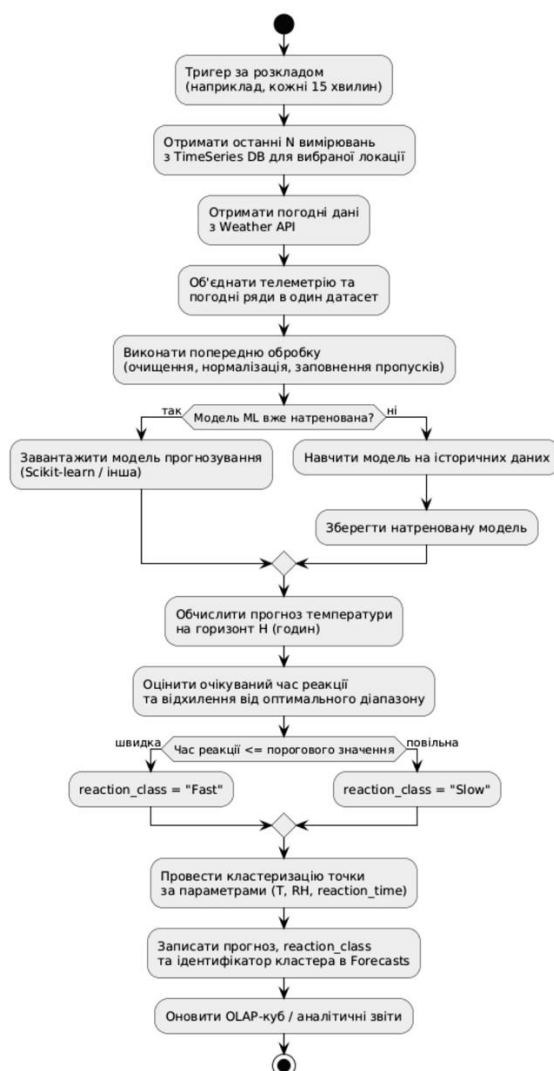 Тригер за розкладом
(наприклад, кожні 15 хвилин)
Отримати останні N вимірювань
з TimeSeries DB для вибраної локації
Отримати погодні дані
з Weather API
Об'єднати телеметрію та
погодні ряди в один датасет
Виконати попередню обробку
(очищення, нормалізація, заповнення пропусків)
так
Модель ML вже натренована?
ні
Завантажити модель прогнозування
(Scikit-learn / інша)
Навчити модель на історичних даних
Зберегти натреновану модель
Обчислити прогноз температури
на горизонт H (годин)
Оцінити очікуваний час реакції
та відхилення від оптимального діапазону
швидка
Час реакції <= порогового значення
повільна
reaction_class = "Fast"
reaction_class = "Slow"
Провести кластеризацію точки
за параметрами (T, RH, reaction_time)
Записати прогноз, reaction_class
та ідентифікатор кластера в Forecasts
Оновити OLAP-куб / аналітичні звіти